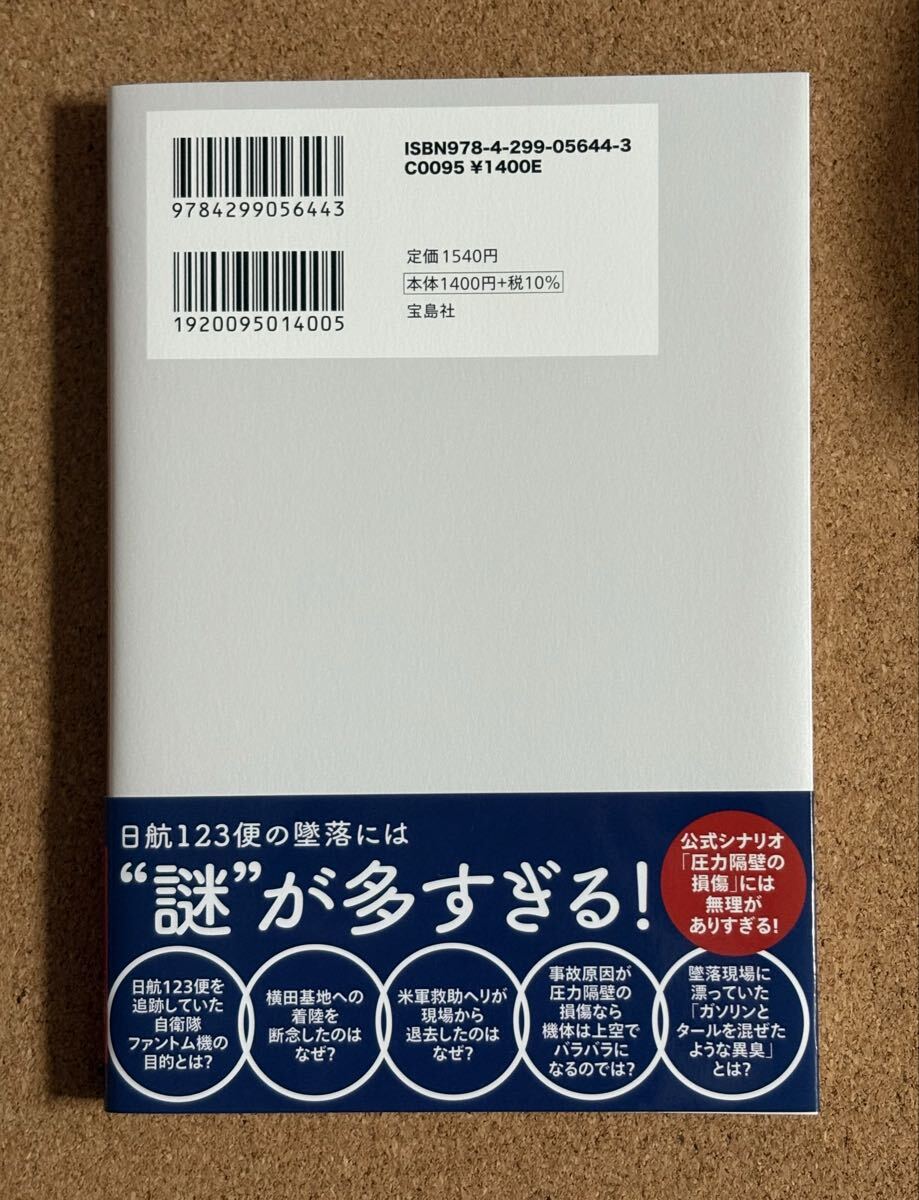 ISBN978-4-299-05644-3
C0095 ¥1400E
9784299056443
1920095014005
定価1540円
本体1400円+税10%
宝島社
日航123便の墜落には
“謎”が多すぎる!
公式シナリオ
「圧力隔壁の
損傷」には
無理が
ありすぎる!
日航123便を
追跡していた
自衛隊
ファントム機の
目的とは?
横田基地への
着陸を
断念したのは
なぜ?
米軍救助ヘリが
現場から
退去したのは
なぜ?
事故原因が
圧力隔壁の
損傷なら
機体は上空で
バラバラに
なるのでは?
墜落現場に
漂っていた
「ガソリンと
タールを混ぜた
ような異臭」
とは?